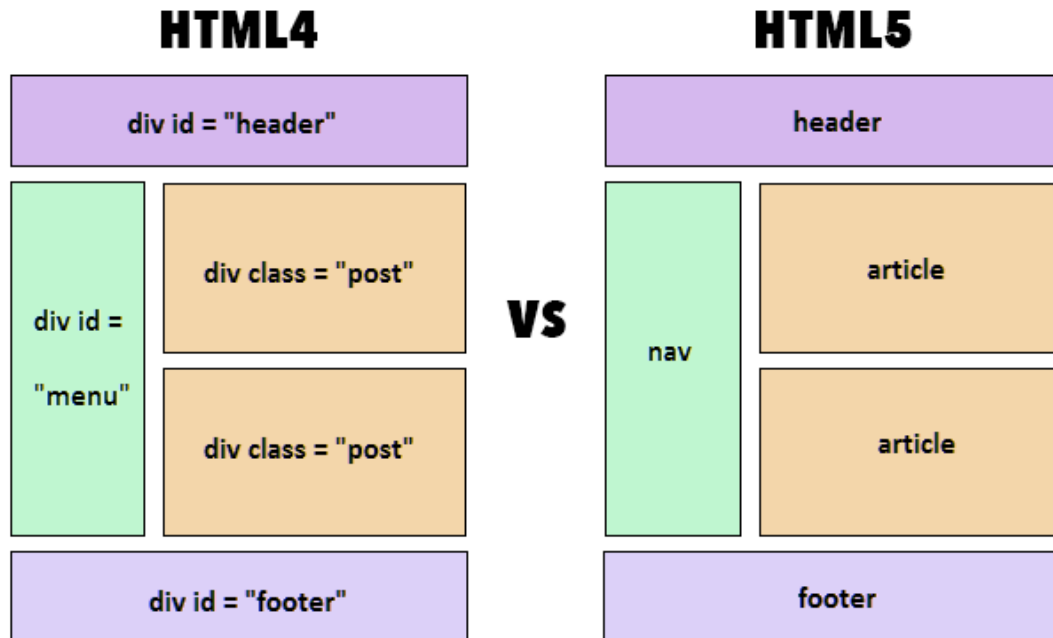 HTML4
HTML5
div id = "header"
header
div id =
"menu"
div class = "post"
div class = "post"
VS
nav
article
article
div id = "footer"
footer